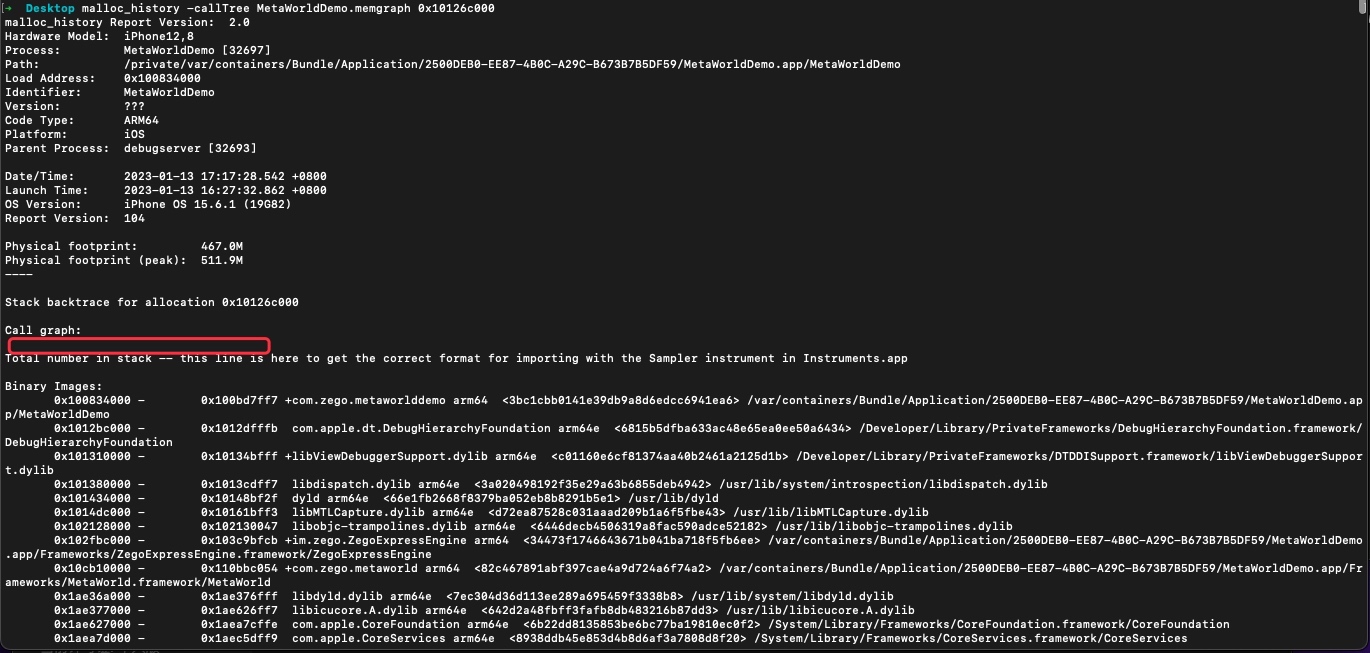 [➜  Desktop malloc_history -callTree MetaWorldDemo.memgraph 0x10126c000
malloc_history Report Version:  2.0
Hardware Model:  iPhone12,8
Process:         MetaWorldDemo [32697]
Path:            /private/var/containers/Bundle/Application/2500DEB0-EE87-4B0C-A29C-B673B7B5DF59/MetaWorldDemo.app/MetaWorldDemo
Load Address:    0x100834000
Identifier:      MetaWorldDemo
Version:         ???
Code Type:       ARM64
Platform:        iOS
Parent Process:  debugserver [32693]
Date/Time:       2023-01-13 17:17:28.542 +0800
Launch Time:     2023-01-13 16:27:32.862 +0800
OS Version:      iPhone OS 15.6.1 (19G82)
Report Version:  104
Physical footprint:         467.0M
Physical footprint (peak):  511.9M
----
Stack backtrace for allocation 0x10126c000
Call graph:
Total number in stack -- this line is here to get the correct format for importing with the Sampler instrument in Instruments.app
Binary Images:
0x100834000 -        0x100bd7ff7 +com.zego.metaworlddemo arm64  <3bc1cbb0141e39db9a8d6edcc6941ea6> /var/containers/Bundle/Application/2500DEB0-EE87-4B0C-A29C-B673B7B5DF59/MetaWorldDemo.ap
p/MetaWorldDemo
0x1012bc000 -        0x1012dfffb  com.apple.dt.DebugHierarchyFoundation arm64e  <6815b5dfba633ac48e65ea0ee50a6434> /Developer/Library/PrivateFrameworks/DebugHierarchyFoundation.framework/
DebugHierarchyFoundation
0x101310000 -        0x10134bfff +libViewDebuggerSupport.dylib arm64e  <c01160e6cf81374aa40b2461a2125d1b> /Developer/Library/PrivateFrameworks/DTDDISupport.framework/libViewDebuggerSuppor
t.dylib
0x101380000 -        0x1013cdff7  libdispatch.dylib arm64e  <3a020498192f35e29a63b6855deb4942> /usr/lib/system/introspection/libdispatch.dylib
0x101434000 -        0x10148bf2f  dyld arm64e  <66e1fb2668f8379ba052eb8b8291b5e1> /usr/lib/dyld
0x1014dc000 -        0x10161bff3  libMTLCapture.dylib arm64e  <d72ea87528c031aaad209b1a6f5fbe43> /usr/lib/libMTLCapture.dylib
0x102128000 -        0x102130047  libobjc-trampolines.dylib arm64e  <6446decb4506319a8fac590adce52182> /usr/lib/libobjc-trampolines.dylib
0x102fbc000 -        0x103c9bfcb +im.zego.ZegoExpressEngine arm64  <34473f1746643671b041ba718f5fb6ee> /var/containers/Bundle/Application/2500DEB0-EE87-4B0C-A29C-B673B7B5DF59/MetaWorldDemo
.app/Frameworks/ZegoExpressEngine.framework/ZegoExpressEngine
0x10cb10000 -        0x110bbc054 +com.zego.metaworld arm64  <82c467891abf397cae4a9d724a6f74a2> /var/containers/Bundle/Application/2500DEB0-EE87-4B0C-A29C-B673B7B5DF59/MetaWorldDemo.app/Fr
ameworks/MetaWorld.framework/MetaWorld
0x1ae36a000 -        0x1ae376fff  libdyld.dylib arm64e  <7ec304d36d113ee289a695459f3338b8> /usr/lib/system/libdyld.dylib
0x1ae377000 -        0x1ae626ff7  libicucore.A.dylib arm64e  <642d2a48fbff3fafb8db483216b87dd3> /usr/lib/libicucore.A.dylib
0x1ae627000 -        0x1aea7cffe  com.apple.CoreFoundation arm64e  <6b22dd8135853be6bc77ba19810ec0f2> /System/Library/Frameworks/CoreFoundation.framework/CoreFoundation
0x1aea7d000 -        0x1aec5dff9  com.apple.CoreServices arm64e  <8938ddb45e853d4b8d6af3a7808d8f20> /System/Library/Frameworks/CoreServices.framework/CoreServices